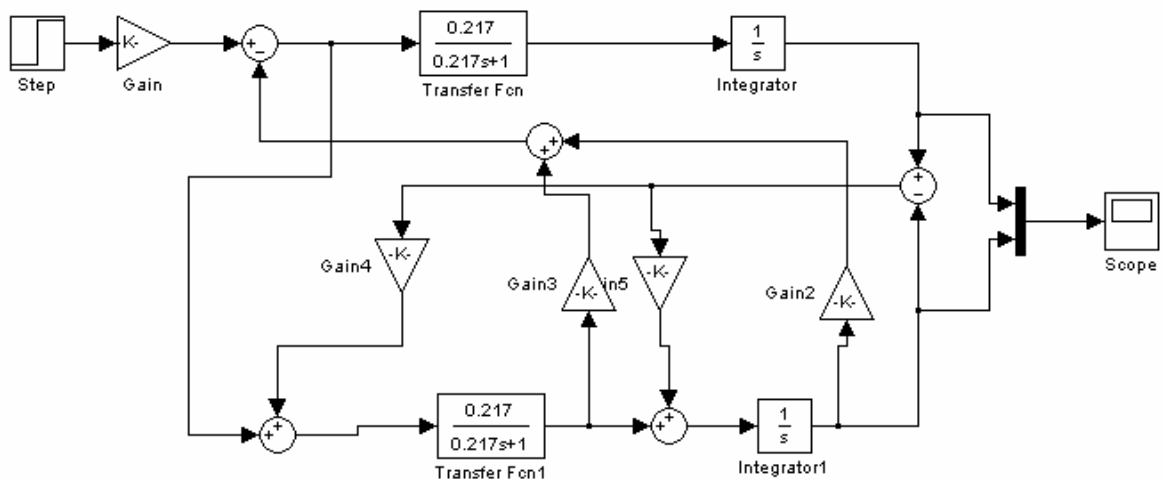 Step
K-
Gain
+
−
0.217
0.217s+1
Transfer Fcn
1
s
Integrator
+
+
+
−
Scope
Gain4
-K-
Gain3
-K-
in5
-K-
Gain2
-K-
+
+
0.217
0.217s+1
Transfer Fcn1
+
+
1
s
Integrator1